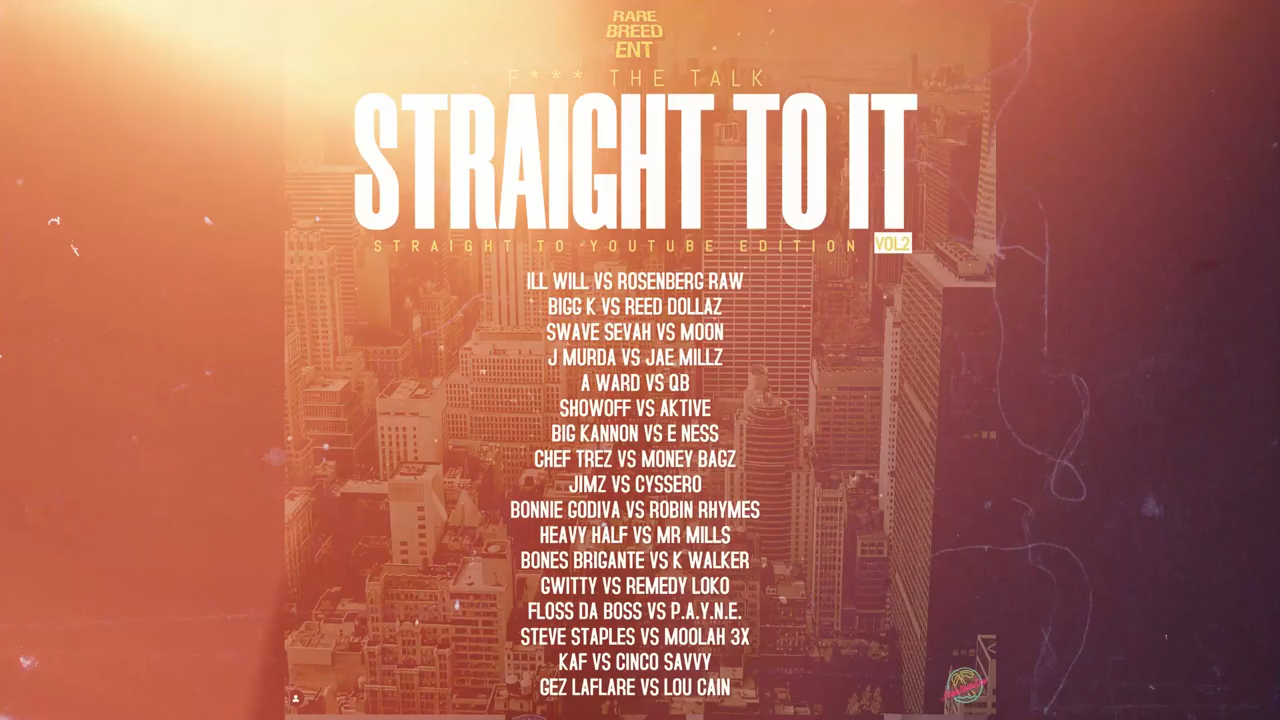 RARE
BREED
ENT
F*** THE TALK
STRAIGHT TO IT
STRAIGHT TO YOUTUBE EDITION VOL2
ILL WILL VS ROSENBERG RAW
BIGG K VS REED DOLLAZ
SWAVE SEVAH VS MOON
J MURDA VS JAE MILLZ
A WARD VS QB
SHOWOFF VS AKTIVE
BIG KANNON VS E NESS
CHEF TREZ VS MONEY BAGZ
JIMZ VS CYSSERO
BONNIE GODIVA VS ROBIN RHYMES
HEAVY HALF VS MR MILLS
BONES BRIGANTE VS K WALKER
GWITTY VS REMEDY LOKO
FLOSS DA BOSS VS P.A.Y.N.E.
STEVE STAPLES VS MOOLAH 3X
KAF VS CINCO SAVVY
GEZ LAFLARE VS LOU CAIN